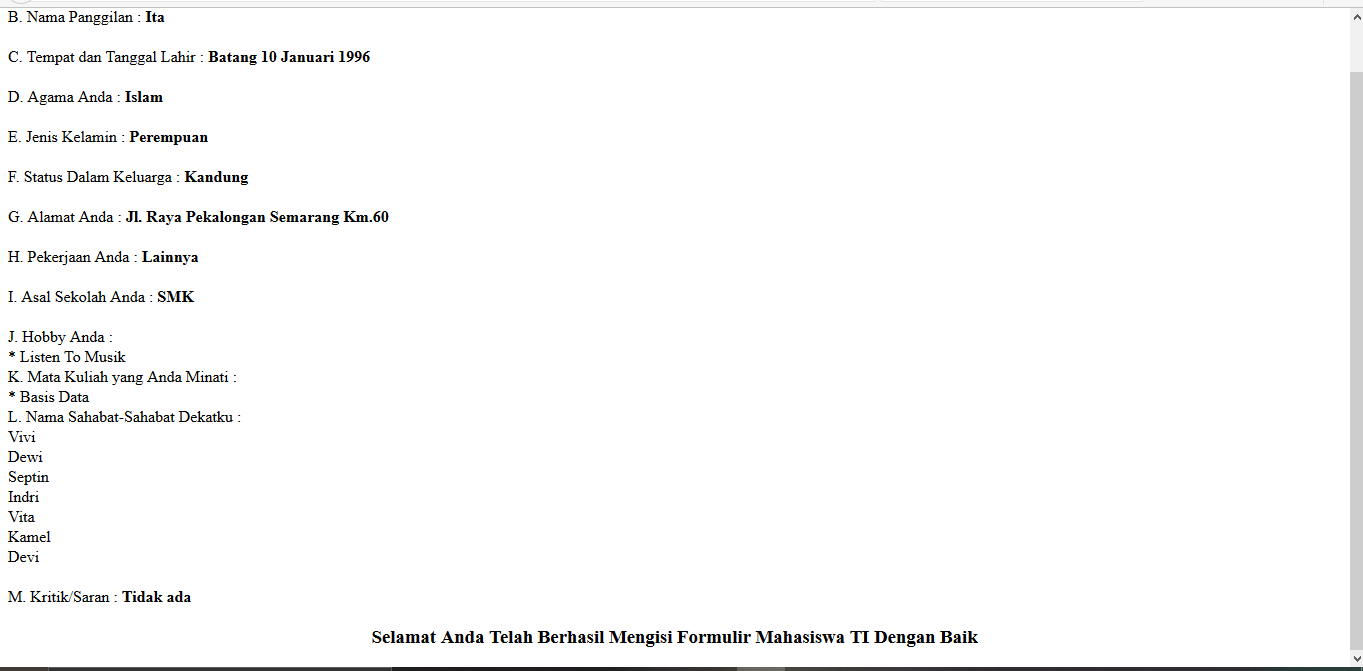 B. Nama Panggilan : Ita
C. Tempat dan Tanggal Lahir : Batang 10 Januari 1996
D. Agama Anda : Islam
E. Jenis Kelamin : Perempuan
F. Status Dalam Keluarga : Kandung
G. Alamat Anda : Jl. Raya Pekalongan Semarang Km.60
H. Pekerjaan Anda : Lainnya
I. Asal Sekolah Anda : SMK
J. Hobby Anda :
* Listen To Musik
K. Mata Kuliah yang Anda Minati :
* Basis Data
L. Nama Sahabat-Sahabat Dekatku :
Vivi
Dewi
Septin
Indri
Vita
Kamel
Devi
M. Kritik/Saran : Tidak ada
Selamat Anda Telah Berhasil Mengisi Formulir Mahasiswa TI Dengan Baik